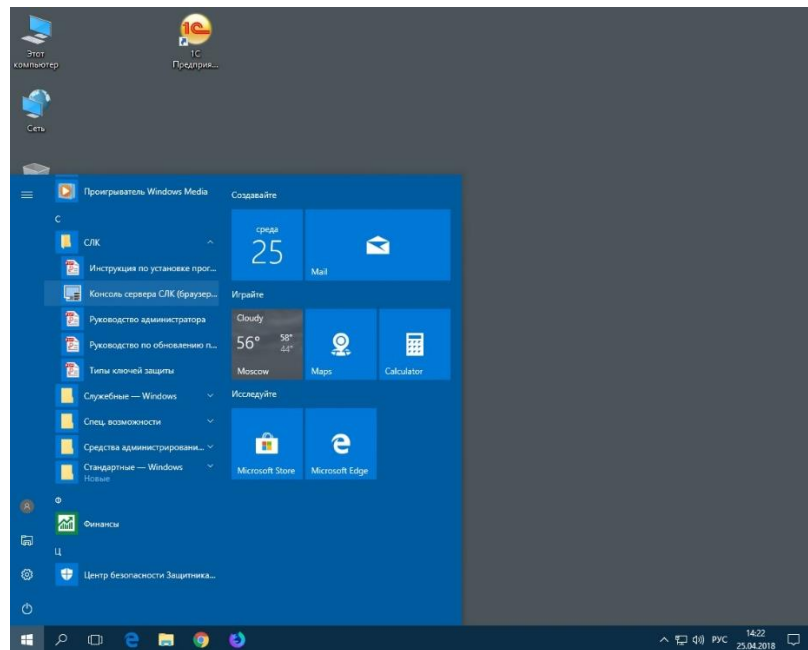 Этот
компьютер
1С
Предприя...
Сеть
Проигрыватель Windows Media
С
СЛК
Инструкция по установке прог...
Консоль сервера СЛК (браузер...
Руководство администратора
Руководство по обновлению п...
Типы ключей защиты
Служебные — Windows
Спец. возможности
Средства администрировани...
Стандартные — Windows
Новые
Ф
Финансы
Ц
Центр безопасности Защитника...
Создавайте
среда
25
Mail
Играйте
Cloudy
56° 58°
44°
Moscow
Maps
Calculator
Исследуйте
Microsoft Store
Microsoft Edge
РУС
14:22
25.04.2018